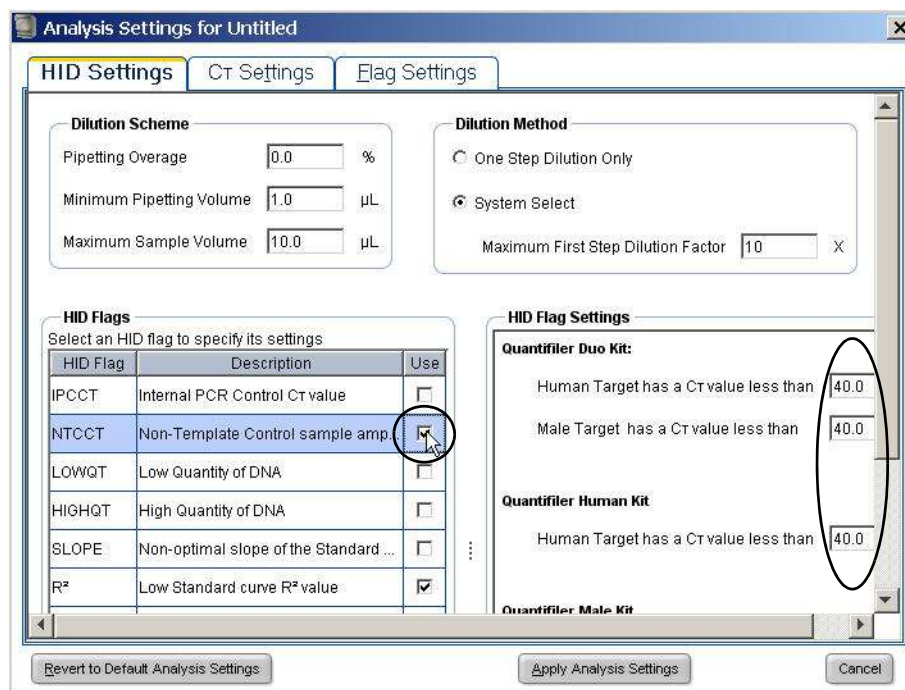 Analysis Settings for Untitled
HID Settings
CT Settings
Flag Settings
Dilution Scheme
Pipetting Overage 0.0 %
Minimum Pipetting Volume 1.0 µL
Maximum Sample Volume 10.0 µL
Dilution Method
One Step Dilution Only
System Select
Maximum First Step Dilution Factor 10 X
HID Flags
Select an HID flag to specify its settings
HID Flag Description Use
IPCCT Internal PCR Control CT value
NTCCT Non-Template Control sample amp...
LOWQT Low Quantity of DNA
HIGHQT High Quantity of DNA
SLOPE Non-optimal slope of the Standard ...
R² Low Standard curve R² value
HID Flag Settings
Quantifiler Duo Kit:
Human Target has a CT value less than 40.0
Male Target has a CT value less than 40.0
Quantifiler Human Kit
Human Target has a CT value less than 40.0
Quantifiler Male Kit
Revert to Default Analysis Settings
Apply Analysis Settings
Cancel